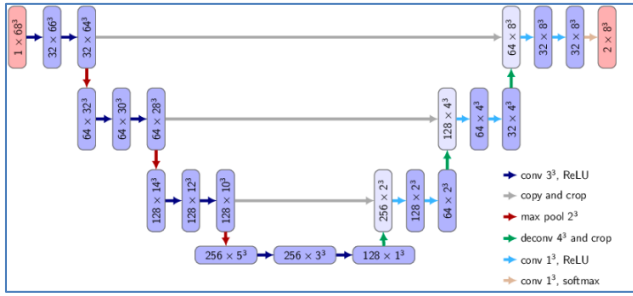 1 × 68³
32 × 66³
32 × 64³
64 × 8³
32 × 8³
32 × 8³
2 × 8³
64 × 32³
64 × 30³
64 × 28³
128 × 4³
64 × 4³
32 × 4³
128 × 14³
128 × 12³
128 × 10³
256 × 2³
128 × 2³
64 × 2³
256 × 5³
256 × 3³
128 × 1³
conv 3³, ReLU
copy and crop
max pool 2³
deconv 4³ and crop
conv 1³, ReLU
conv 1³, softmax